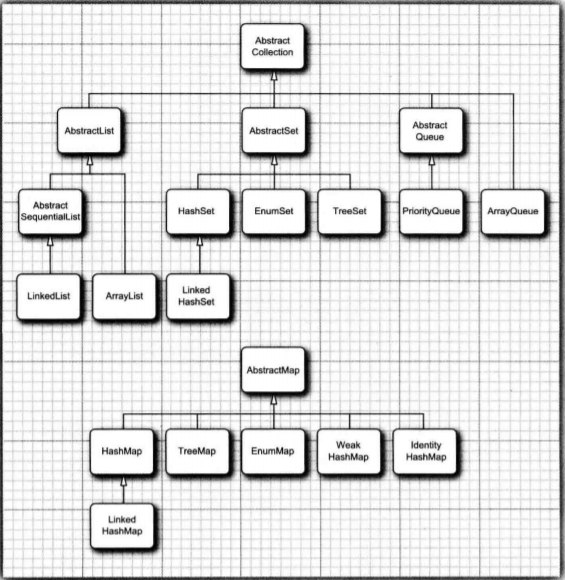 Abstract
Collection
AbstractList
AbstractSet
Abstract
Queue
Abstract
SequentialList
HashSet
EnumSet
TreeSet
PriorityQueue
ArrayQueue
LinkedList
ArrayList
Linked
HashSet
AbstractMap
HashMap
TreeMap
EnumMap
Weak
HashMap
Identity
HashMap
Linked
HashMap